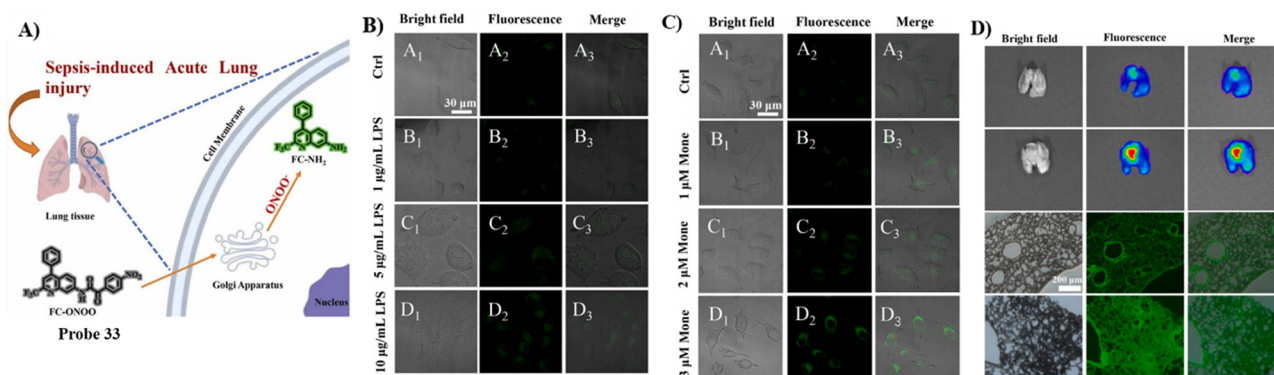 A)
Sepsis-induced Acute Lung
injury
Cell Membrane
F₃C
N
NH₂
FC-NH₂
ONOO⁻
Lung tissue
Golgi Apparatus
Nucleus
F₃C
N
N
H
O
O
NO₂
FC-ONOO
Probe 33
B)
Bright field Fluorescence Merge
Ctrl
A₁ A₂ A₃
30 µm
1 µg/mL LPS
B₁ B₂ B₃
5 µg/mL LPS
C₁ C₂ C₃
10 µg/mL LPS
D₁ D₂ D₃
C)
Bright field Fluorescence Merge
Ctrl
A₁ A₂ A₃
30 µm
1 µM Mone
B₁ B₂ B₃
2 µM Mone
C₁ C₂ C₃
3 µM Mone
D₁ D₂ D₃
D)
Bright field Fluorescence Merge
200 µm